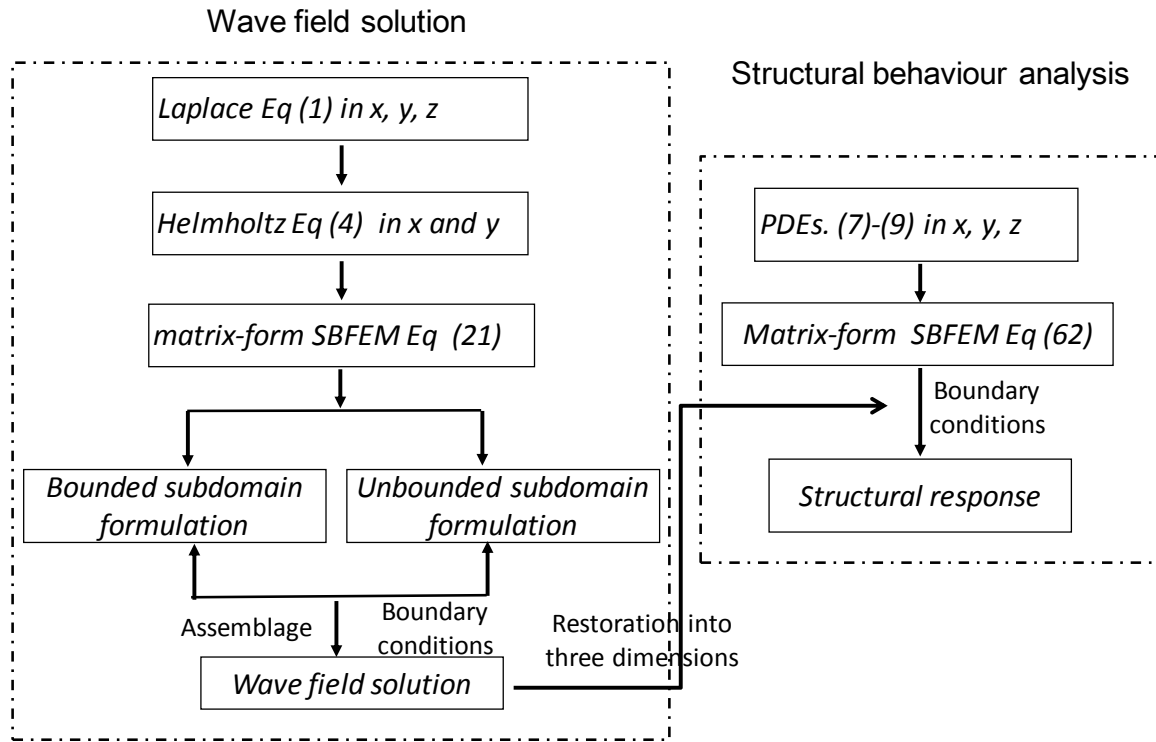 Wave field solution
Laplace Eq (1) in x, y, z
Helmholtz Eq (4) in x and y
matrix-form SBFEM Eq (21)
Bounded subdomain
formulation
Unbounded subdomain
formulation
Assemblage
Boundary
conditions
Wave field solution
Restoration into
three dimensions
Structural behaviour analysis
PDEs. (7)-(9) in x, y, z
Matrix-form SBFEM Eq (62)
Boundary
conditions
Structural response